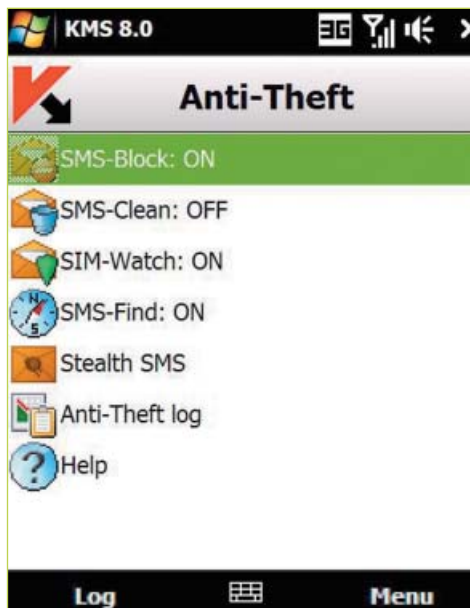 KMS 8.0 3G
Anti-Theft
SMS-Block: ON
SMS-Clean: OFF
SIM-Watch: ON
SMS-Find: ON
N
S
Stealth SMS
Anti-Theft log
? Help
Log Menu